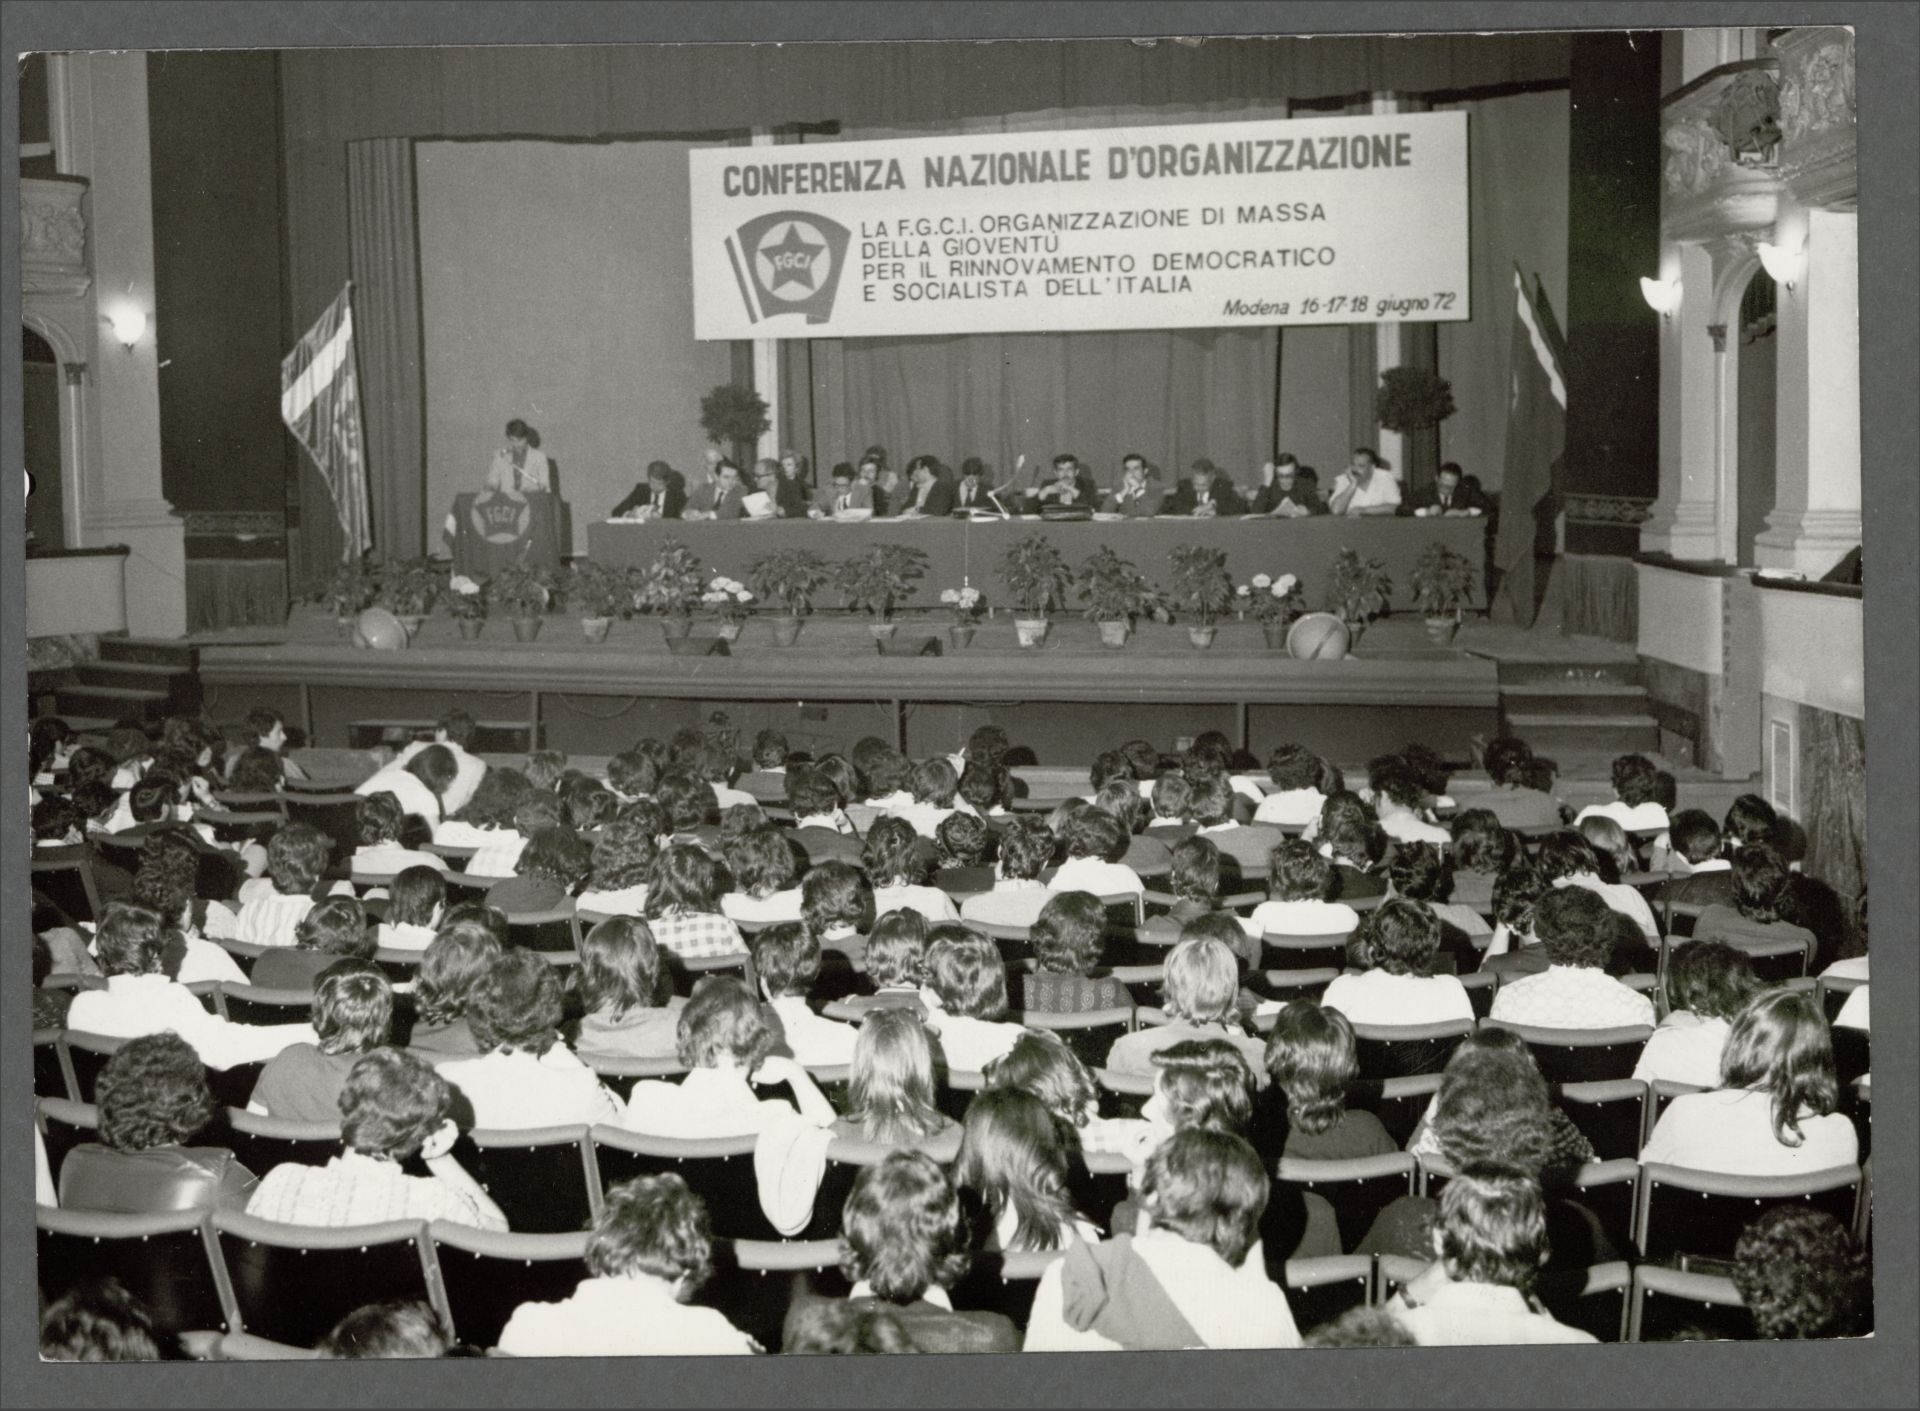 CONFERENZA NAZIONALE D'ORGANIZZAZIONE
FGCI
LA F.G.C.I. ORGANIZZAZIONE DI MASSA
DELLA GIOVENTÙ
PER IL RINNOVAMENTO DEMOCRATICO
E SOCIALISTA DELL'ITALIA
Modena 16-17-18 giugno 72
FGCI